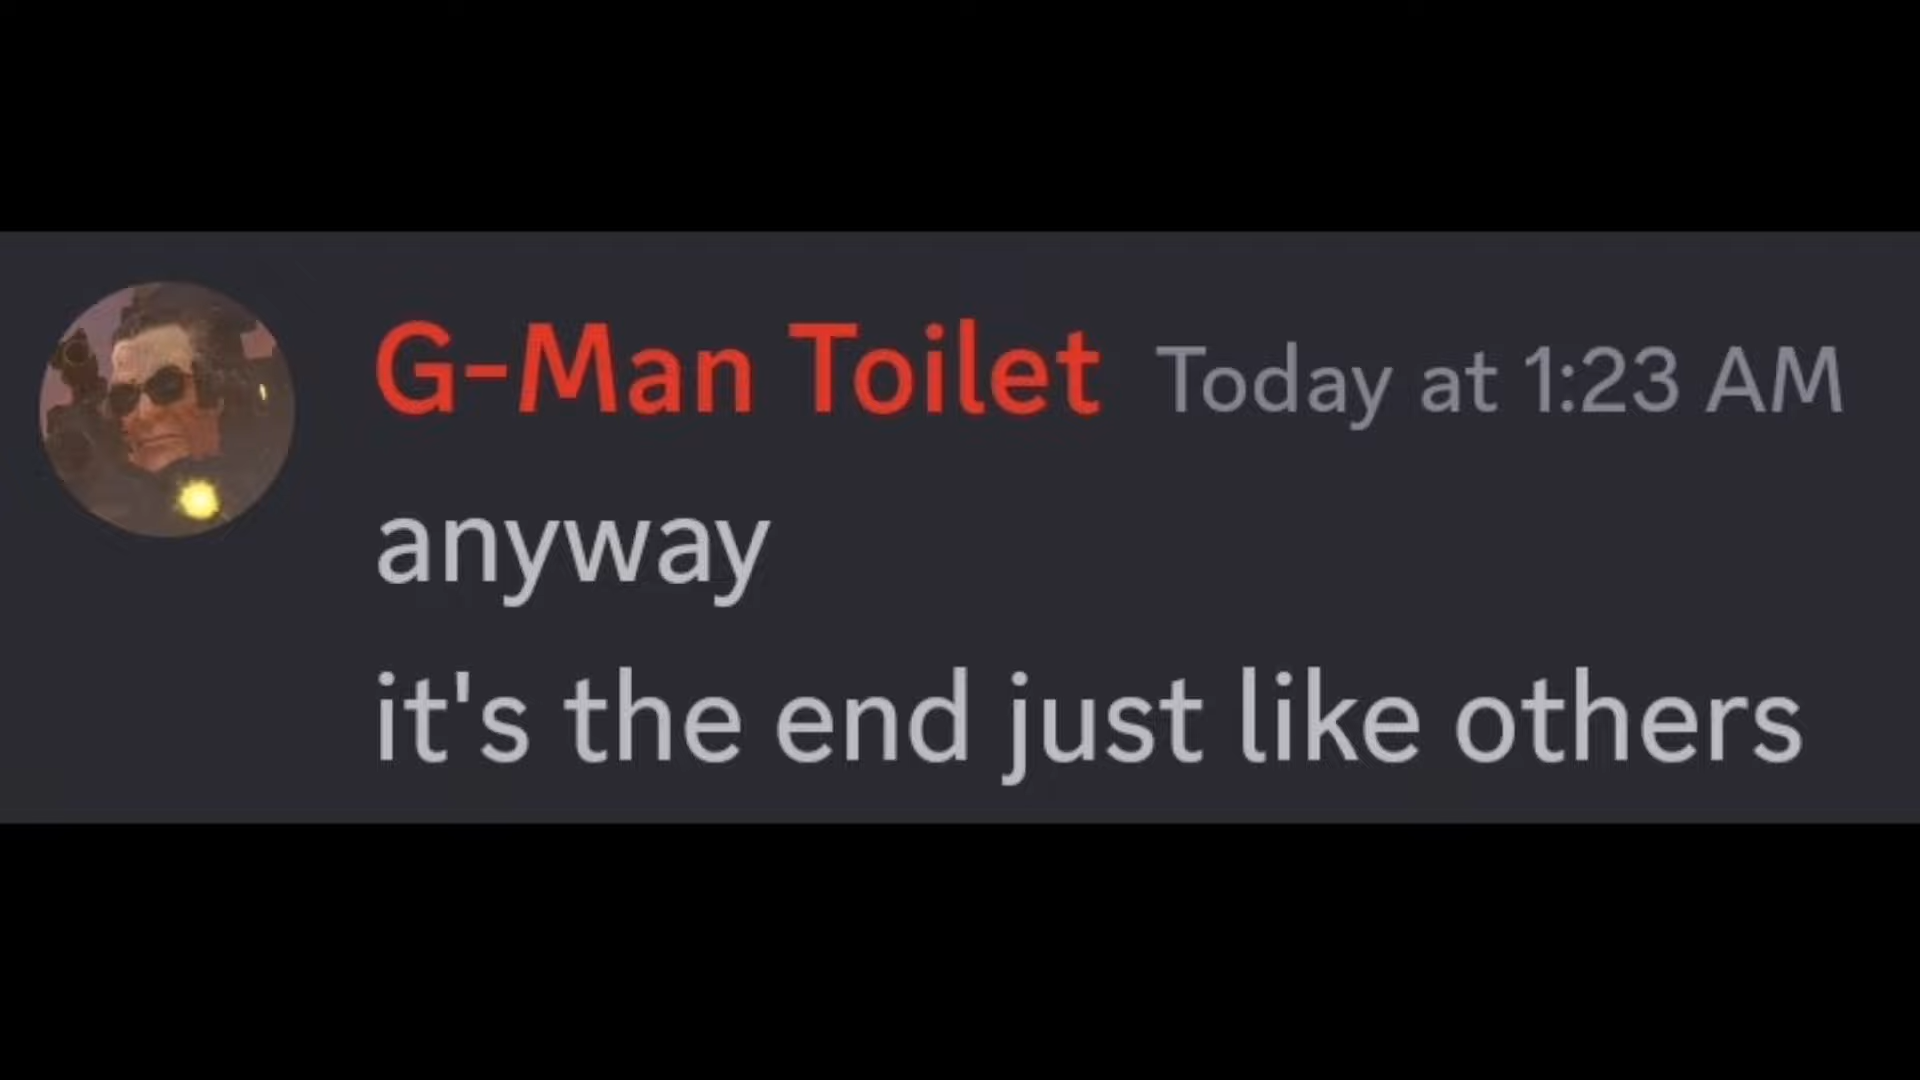 G-Man Toilet Today at 1:23 AM
anyway
it's the end just like others